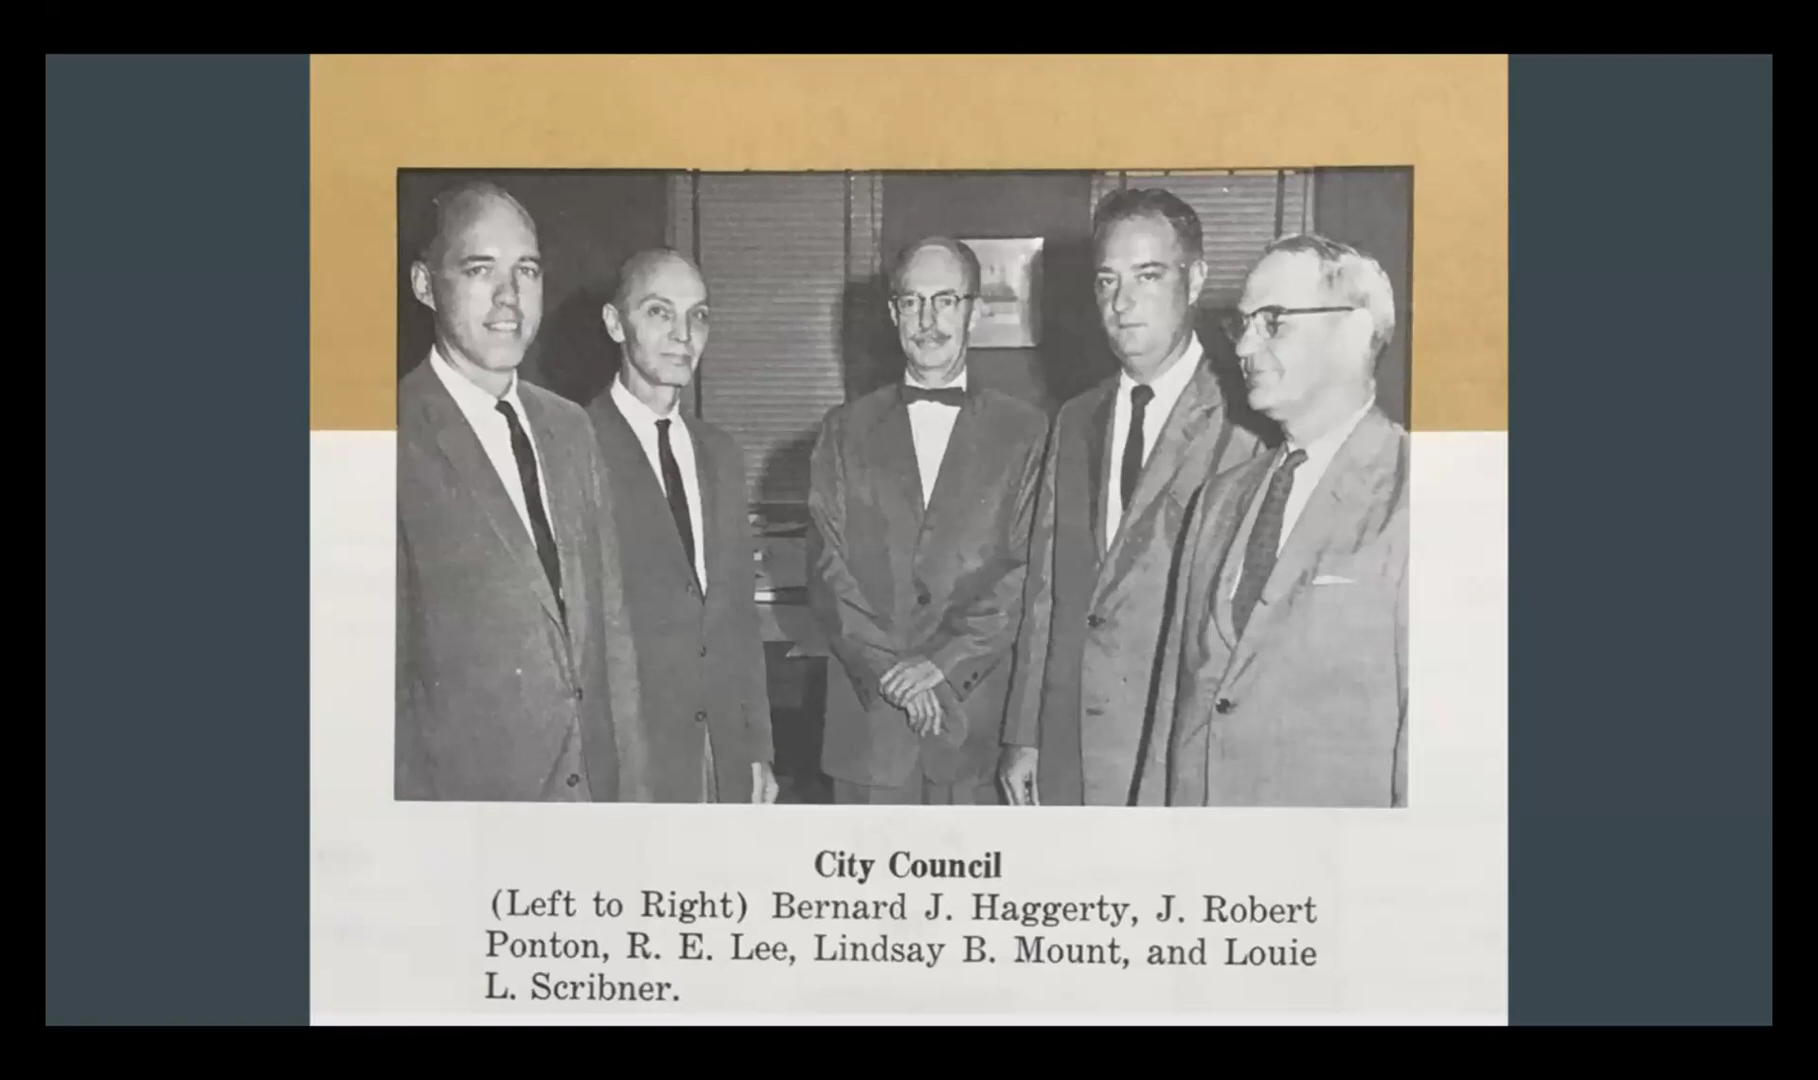 City Council
(Left to Right) Bernard J. Haggerty, J. Robert
Ponton, R. E. Lee, Lindsay B. Mount, and Louie
L. Scribner.